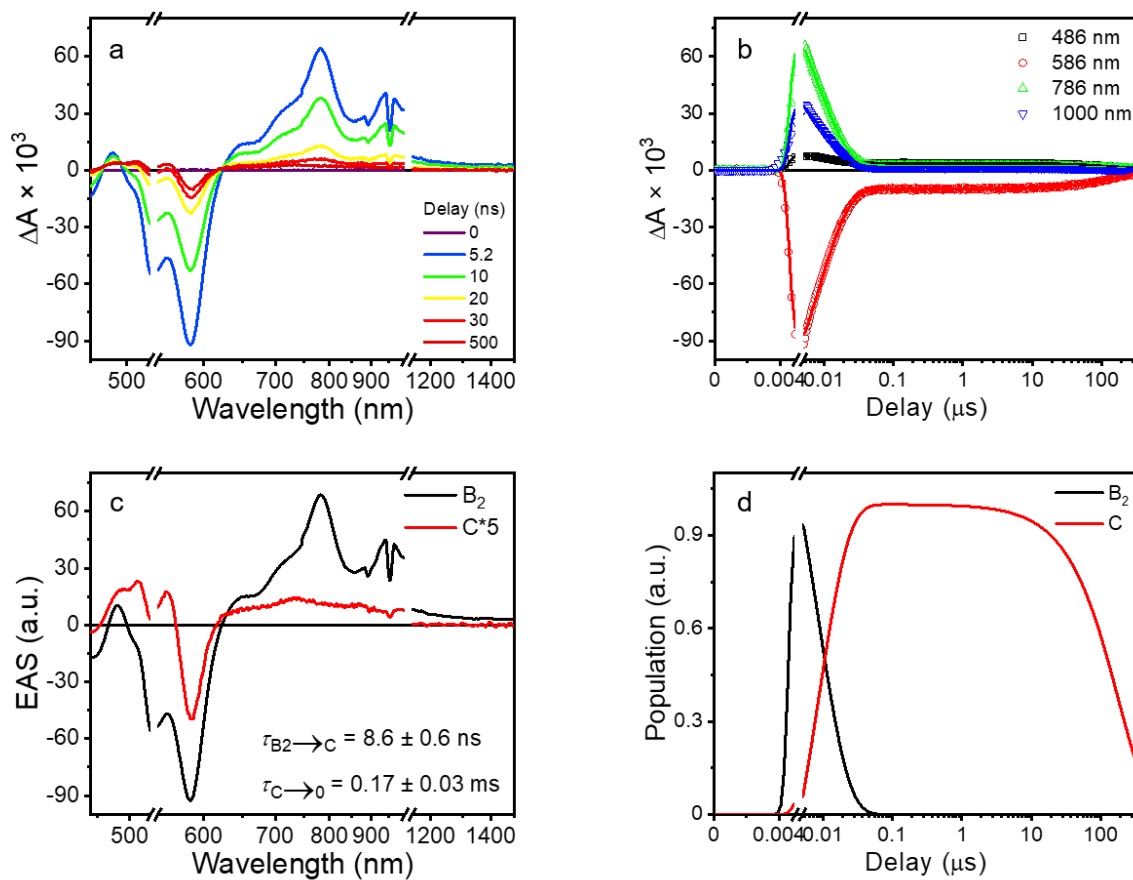 a
60
30
0
-30
-60
-90
ΔA × 10³
Delay (ns)
0
5.2
10
20
30
500
500 600 700 800 900 1200 1400
Wavelength (nm)
b
486 nm
586 nm
786 nm
1000 nm
60
30
0
-30
-60
-90
ΔA × 10³
0 0.004 0.01 0.1 1 10 100
Delay (μs)
c
B₂
C*5
60
30
0
-30
-60
-90
EAS (a.u.)
τB2→C = 8.6 ± 0.6 ns
τC→0 = 0.17 ± 0.03 ms
500 600 700 800 900 1200 1400
Wavelength (nm)
d
B₂
C
0.9
0.6
0.3
0
Population (a.u.)
0 0.004 0.01 0.1 1 10 100
Delay (μs)